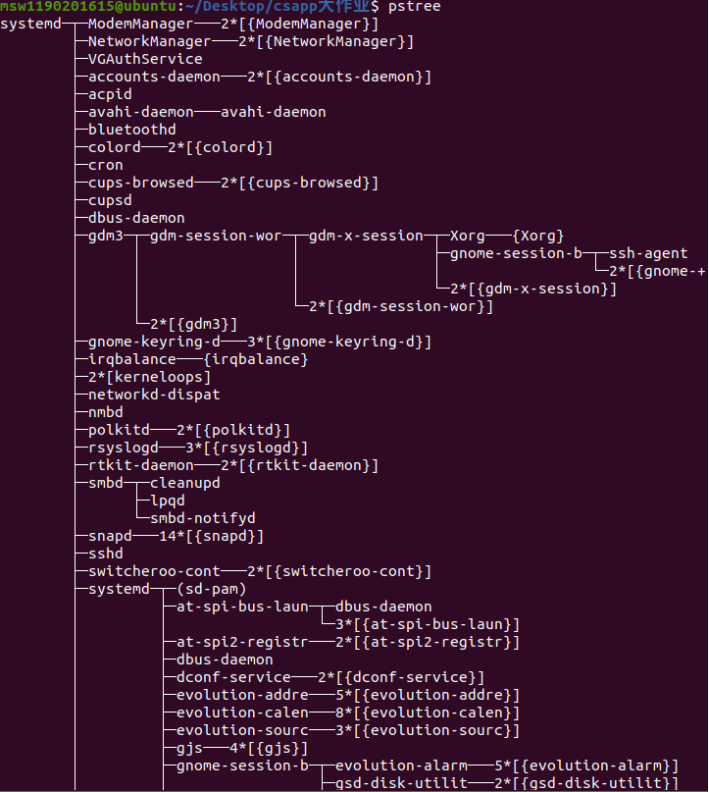 msw1190201615@ubuntu:~/Desktop/csapp大作业$ pstree
systemd─┬─ModemManager───2*[{ModemManager}]
        ├─NetworkManager───2*[{NetworkManager}]
        ├─VGAuthService
        ├─accounts-daemon───2*[{accounts-daemon}]
        ├─acpid
        ├─avahi-daemon───avahi-daemon
        ├─bluetoothd
        ├─colord───2*[{colord}]
        ├─cron
        ├─cups-browsed───2*[{cups-browsed}]
        ├─cupsd
        ├─dbus-daemon
        ├─gdm3─┬─gdm-session-wor─┬─gdm-x-session─┬─Xorg───{Xorg}
        │      │                 │               ├─gnome-session-b─┬─ssh-agent
        │      │                 │               │                 └─2*[{gnome-+
        │      │                 │               └─2*[{gdm-x-session}]
        │      │                 └─2*[{gdm-session-wor}]
        │      └─2*[{gdm3}]
        ├─gnome-keyring-d───3*[{gnome-keyring-d}]
        ├─irqbalance───{irqbalance}
        ├─2*[kerneloops]
        ├─networkd-dispat
        ├─nmbd
        ├─polkitd───2*[{polkitd}]
        ├─rsyslogd───3*[{rsyslogd}]
        ├─rtkit-daemon───2*[{rtkit-daemon}]
        ├─smbd─┬─cleanupd
        │      ├─lpqd
        │      └─smbd-notifyd
        ├─snapd───14*[{snapd}]
        ├─sshd
        ├─switcheroo-cont───2*[{switcheroo-cont}]
        ├─systemd─┬─(sd-pam)
        │         ├─at-spi-bus-laun─┬─dbus-daemon
        │         │                 └─3*[{at-spi-bus-laun}]
        │         ├─at-spi2-registr───2*[{at-spi2-registr}]
        │         ├─dbus-daemon
        │         ├─dconf-service───2*[{dconf-service}]
        │         ├─evolution-addre───5*[{evolution-addre}]
        │         ├─evolution-calen───8*[{evolution-calen}]
        │         ├─evolution-sourc───3*[{evolution-sourc}]
        │         ├─gjs───4*[{gjs}]
        │         ├─gnome-session-b─┬─evolution-alarm───5*[{evolution-alarm}]
        │         │                 ├─gsd-disk-utilit───2*[{gsd-disk-utilit}]